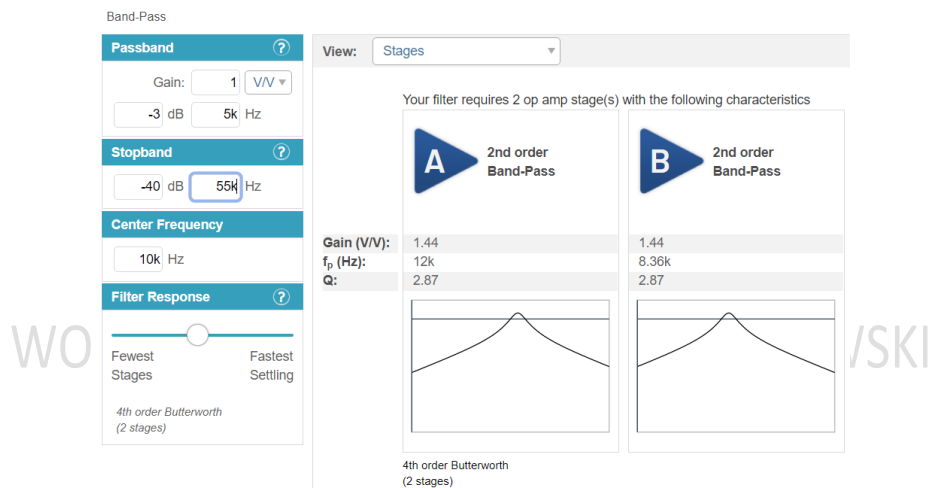 Band-Pass
Passband ?
Gain: 1 V/V
-3 dB 5k Hz
Stopband ?
-40 dB 55k Hz
Center Frequency
10k Hz
Filter Response ?
Fewest Stages
Fastest Settling
4th order Butterworth
(2 stages)
View: Stages
Your filter requires 2 op amp stage(s) with the following characteristics
A 2nd order Band-Pass
B 2nd order Band-Pass
Gain (V/V): 1.44 1.44
fp (Hz): 12k 8.36k
Q: 2.87 2.87
4th order Butterworth
(2 stages)
WO
VSKI